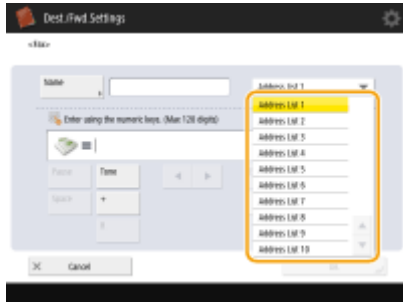 Dest./Fwd. Settings
<Fax>
Name
Address List 1
Address List 1
Enter using the numeric keys. (Max 120 digits)
Address List 2
Address List 3
Address List 4
Pause
Tone
Address List 5
Address List 6
Space
+
Address List 7
Address List 8
R
Address List 9
Address List 10
Cancel
OK